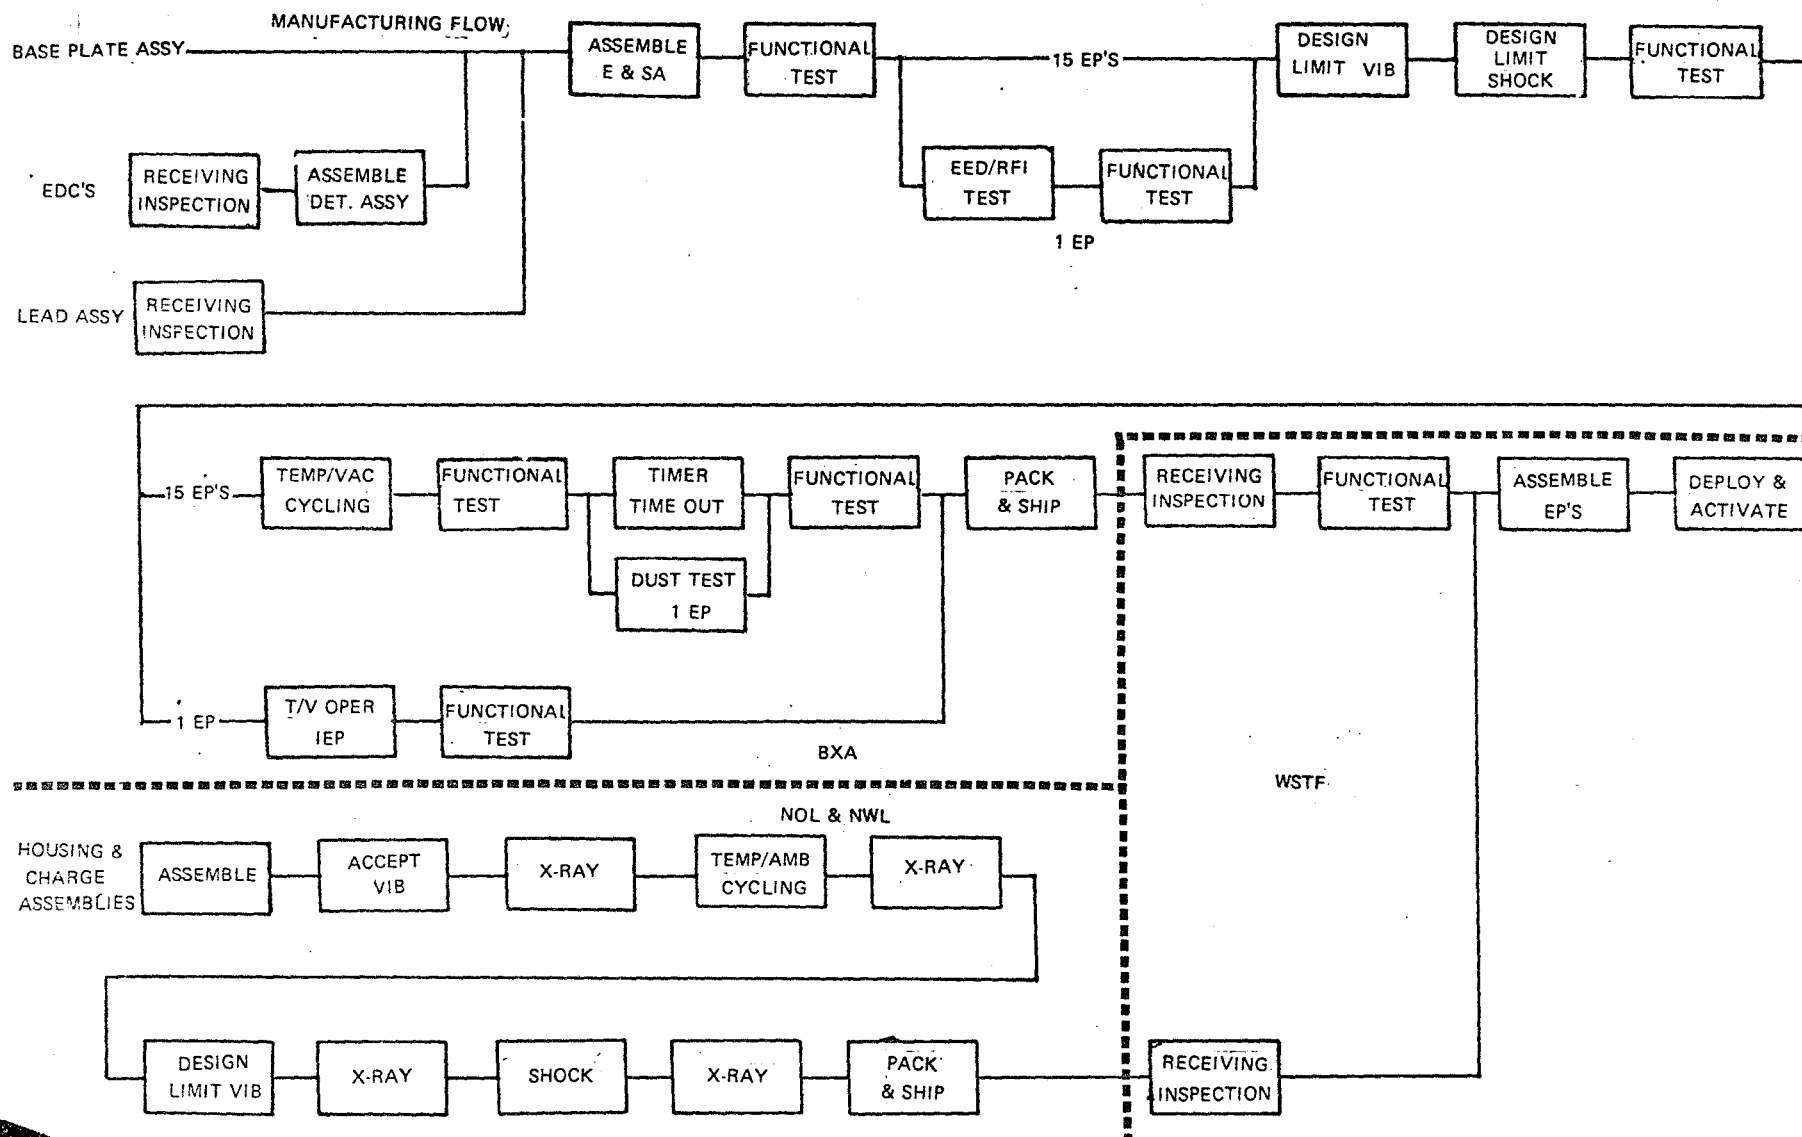 MANUFACTURING FLOW
BASE PLATE ASSY
ASSEMBLE
E & SA
FUNCTIONAL
TEST
15 EP'S
DESIGN
LIMIT VIB
DESIGN
LIMIT
SHOCK
FUNCTIONAL
TEST
EDC'S
RECEIVING
INSPECTION
ASSEMBLE
DET. ASSY
EED/RFI
TEST
FUNCTIONAL
TEST
1 EP
LEAD ASSY
RECEIVING
INSPECTION
15 EP'S
TEMP/VAC
CYCLING
FUNCTIONAL
TEST
TIMER
TIME OUT
FUNCTIONAL
TEST
PACK
& SHIP
RECEIVING
INSPECTION
FUNCTIONAL
TEST
ASSEMBLE
EP'S
DEPLOY &
ACTIVATE
DUST TEST
1 EP
1 EP
T/V OPER
IEP
FUNCTIONAL
TEST
BXA
WSTF
NOL & NWL
HOUSING &
CHARGE
ASSEMBLIES
ASSEMBLE
ACCEPT
VIB
X-RAY
TEMP/AMB
CYCLING
X-RAY
DESIGN
LIMIT VIB
X-RAY
SHOCK
X-RAY
PACK
& SHIP
RECEIVING
INSPECTION